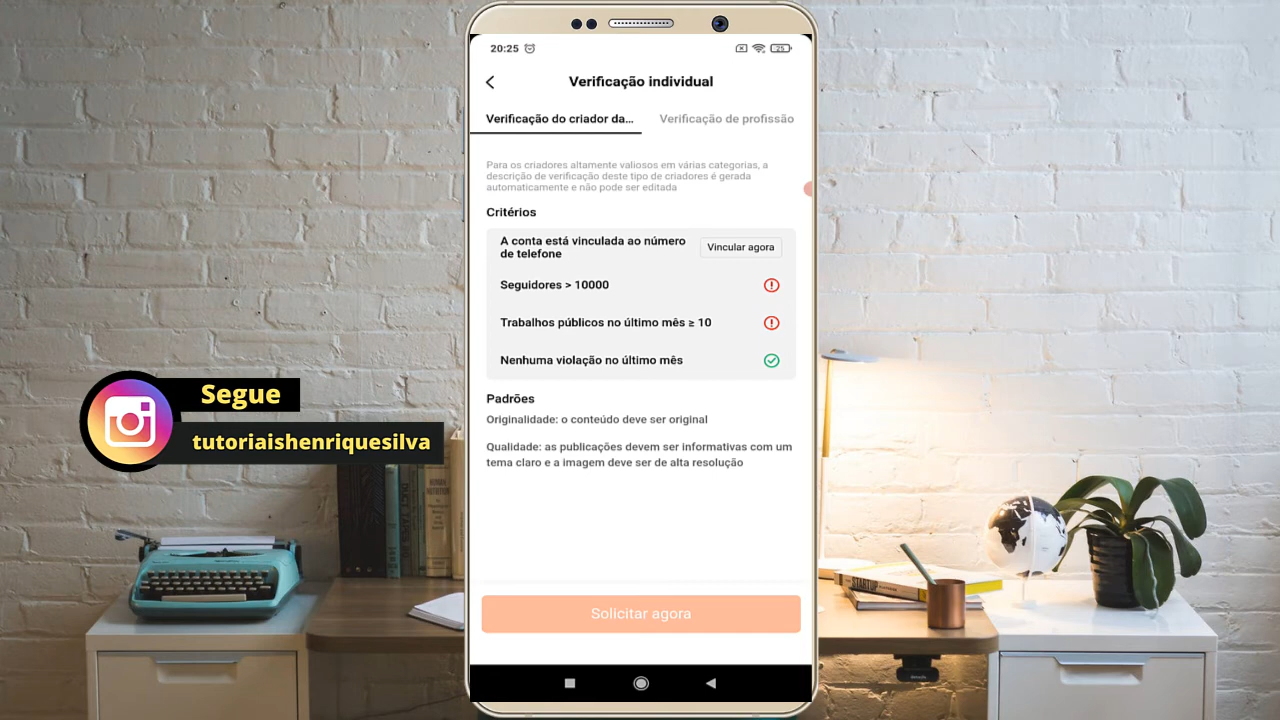 20:25
25
Verificação individual
Verificação do criador da...
Verificação de profissão
Para os criadores altamente valiosos em várias categorias, a
descrição de verificação deste tipo de criadores é gerada
automaticamente e não pode ser editada
Critérios
A conta está vinculada ao número
de telefone
Vincular agora
Seguidores > 10000
Trabalhos públicos no último mês ≥ 10
Nenhuma violação no último mês
Padrões
Originalidade: o conteúdo deve ser original
Qualidade: as publicações devem ser informativas com um
tema claro e a imagem deve ser de alta resolução
Solicitar agora
Segue
tutoriaishenriquesilva
STARTUP